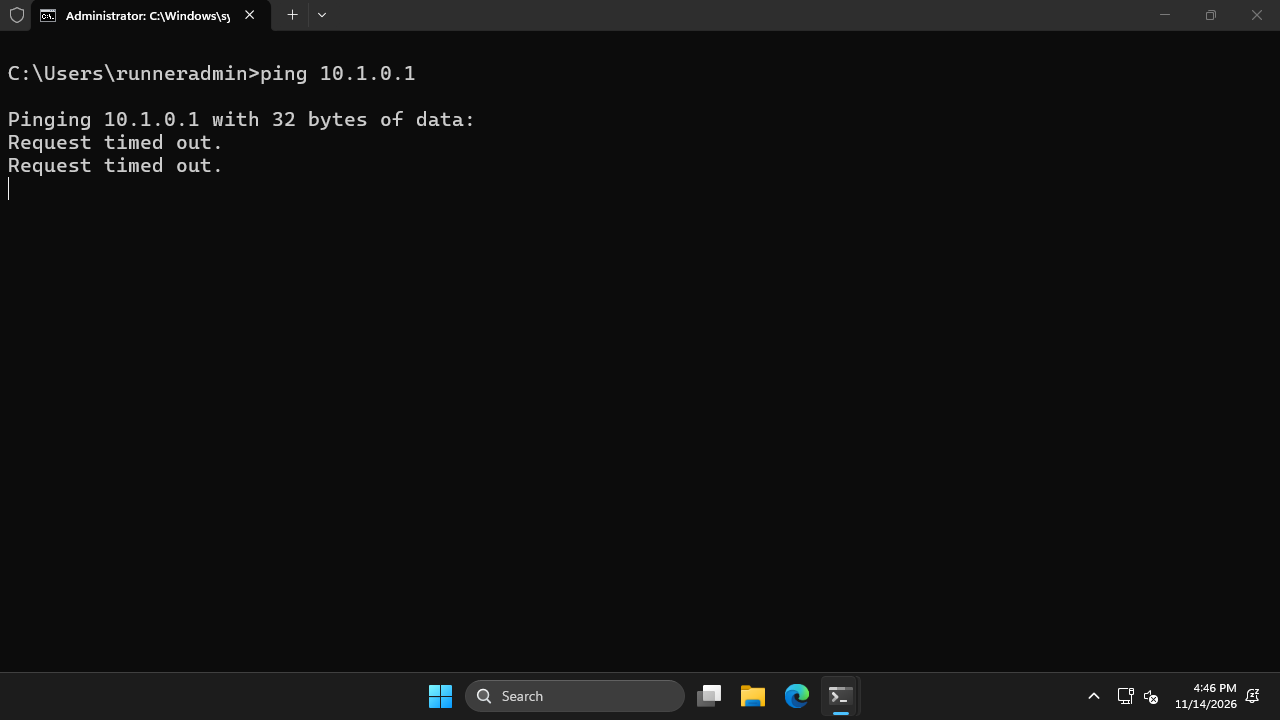 Administrator: C:\Windows\sy
C:\Users\runneradmin>ping 10.1.0.1
Pinging 10.1.0.1 with 32 bytes of data:
Request timed out.
Request timed out.
Search
4:46 PM
11/14/2026